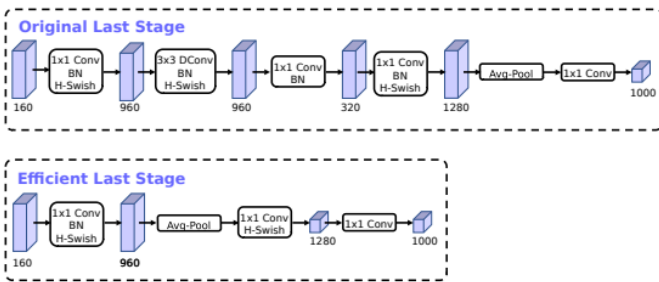 Original Last Stage
1x1 Conv
BN
H-Swish
3x3 DConv
BN
H-Swish
1x1 Conv
BN
1x1 Conv
BN
H-Swish
Avg-Pool
1x1 Conv
160
960
960
320
1280
1000
Efficient Last Stage
1x1 Conv
BN
H-Swish
Avg-Pool
1x1 Conv
H-Swish
1x1 Conv
160
960
1280
1000